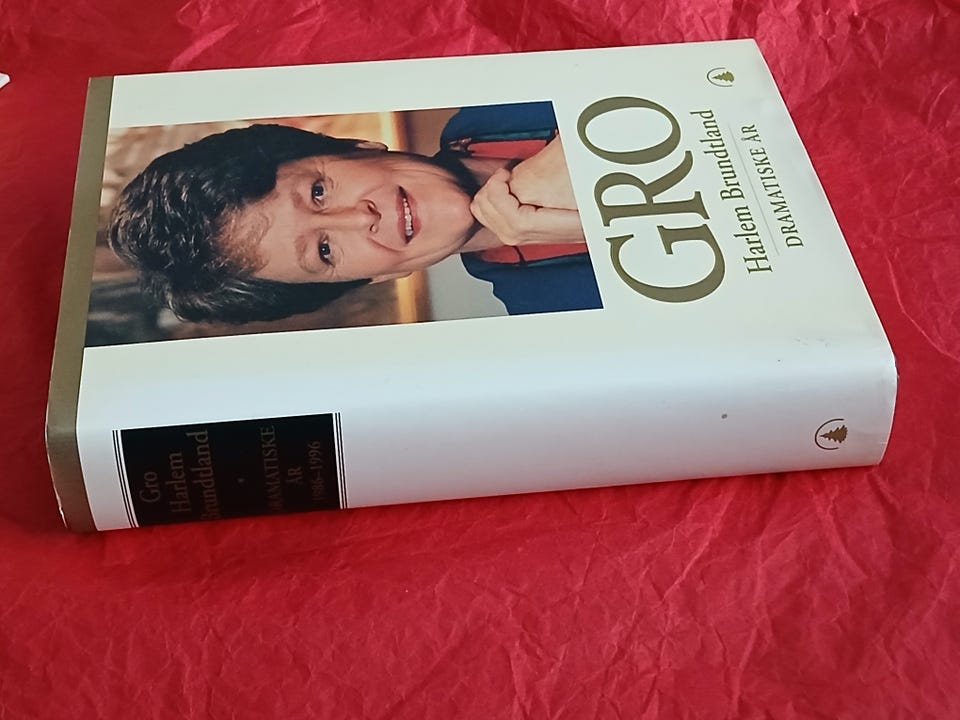 GRO
Harlem Brundtland
DRAMATISKE ÅR
Gro
Harlem
Brundtland
DRAMATISKE
ÅR
1986–1996